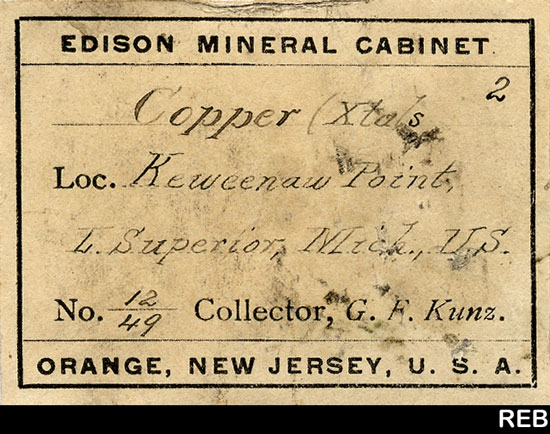 EDISON MINERAL CABINET
2
Copper (Xtals
Loc. Keweenaw Point,
L. Superior, Mich., U.S.
No. 12/49 Collector, G. F. Kunz.
ORANGE, NEW JERSEY, U. S. A.
REB